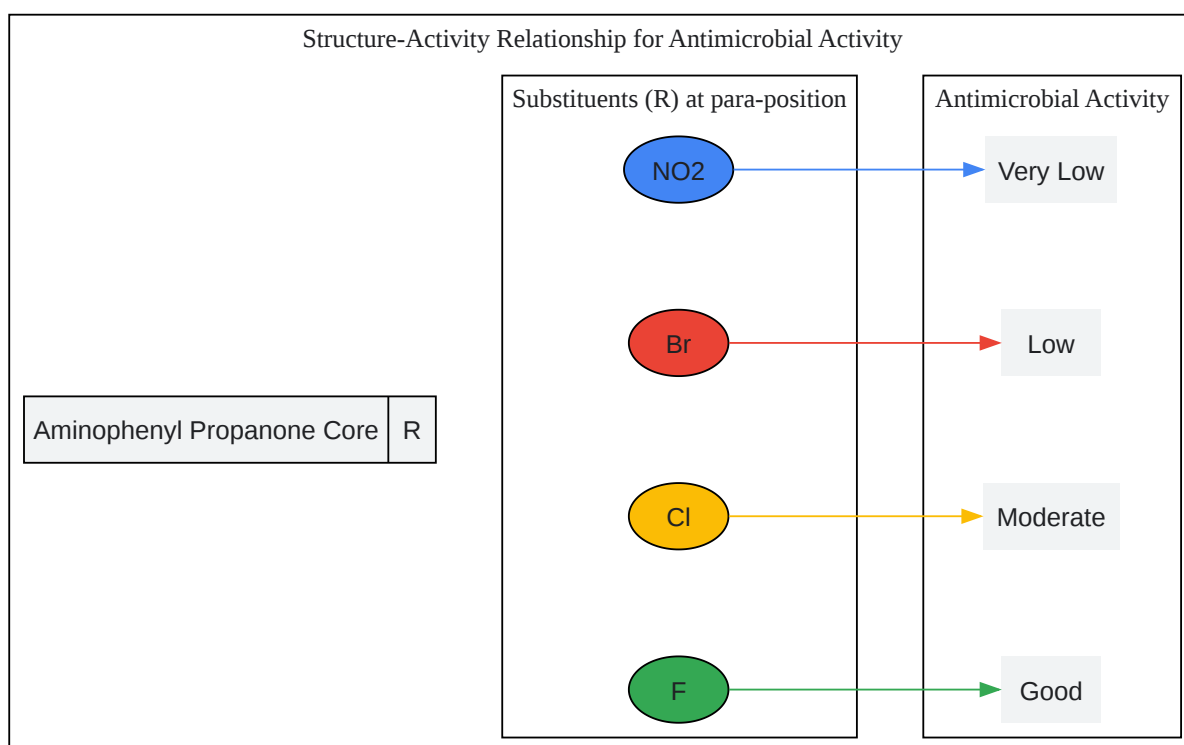 Structure-Activity Relationship for Antimicrobial Activity
Substituents (R) at para-position
Antimicrobial Activity
NO2
Very Low
Br
Low
Aminophenyl Propanone Core
R
Cl
Moderate
F
Good